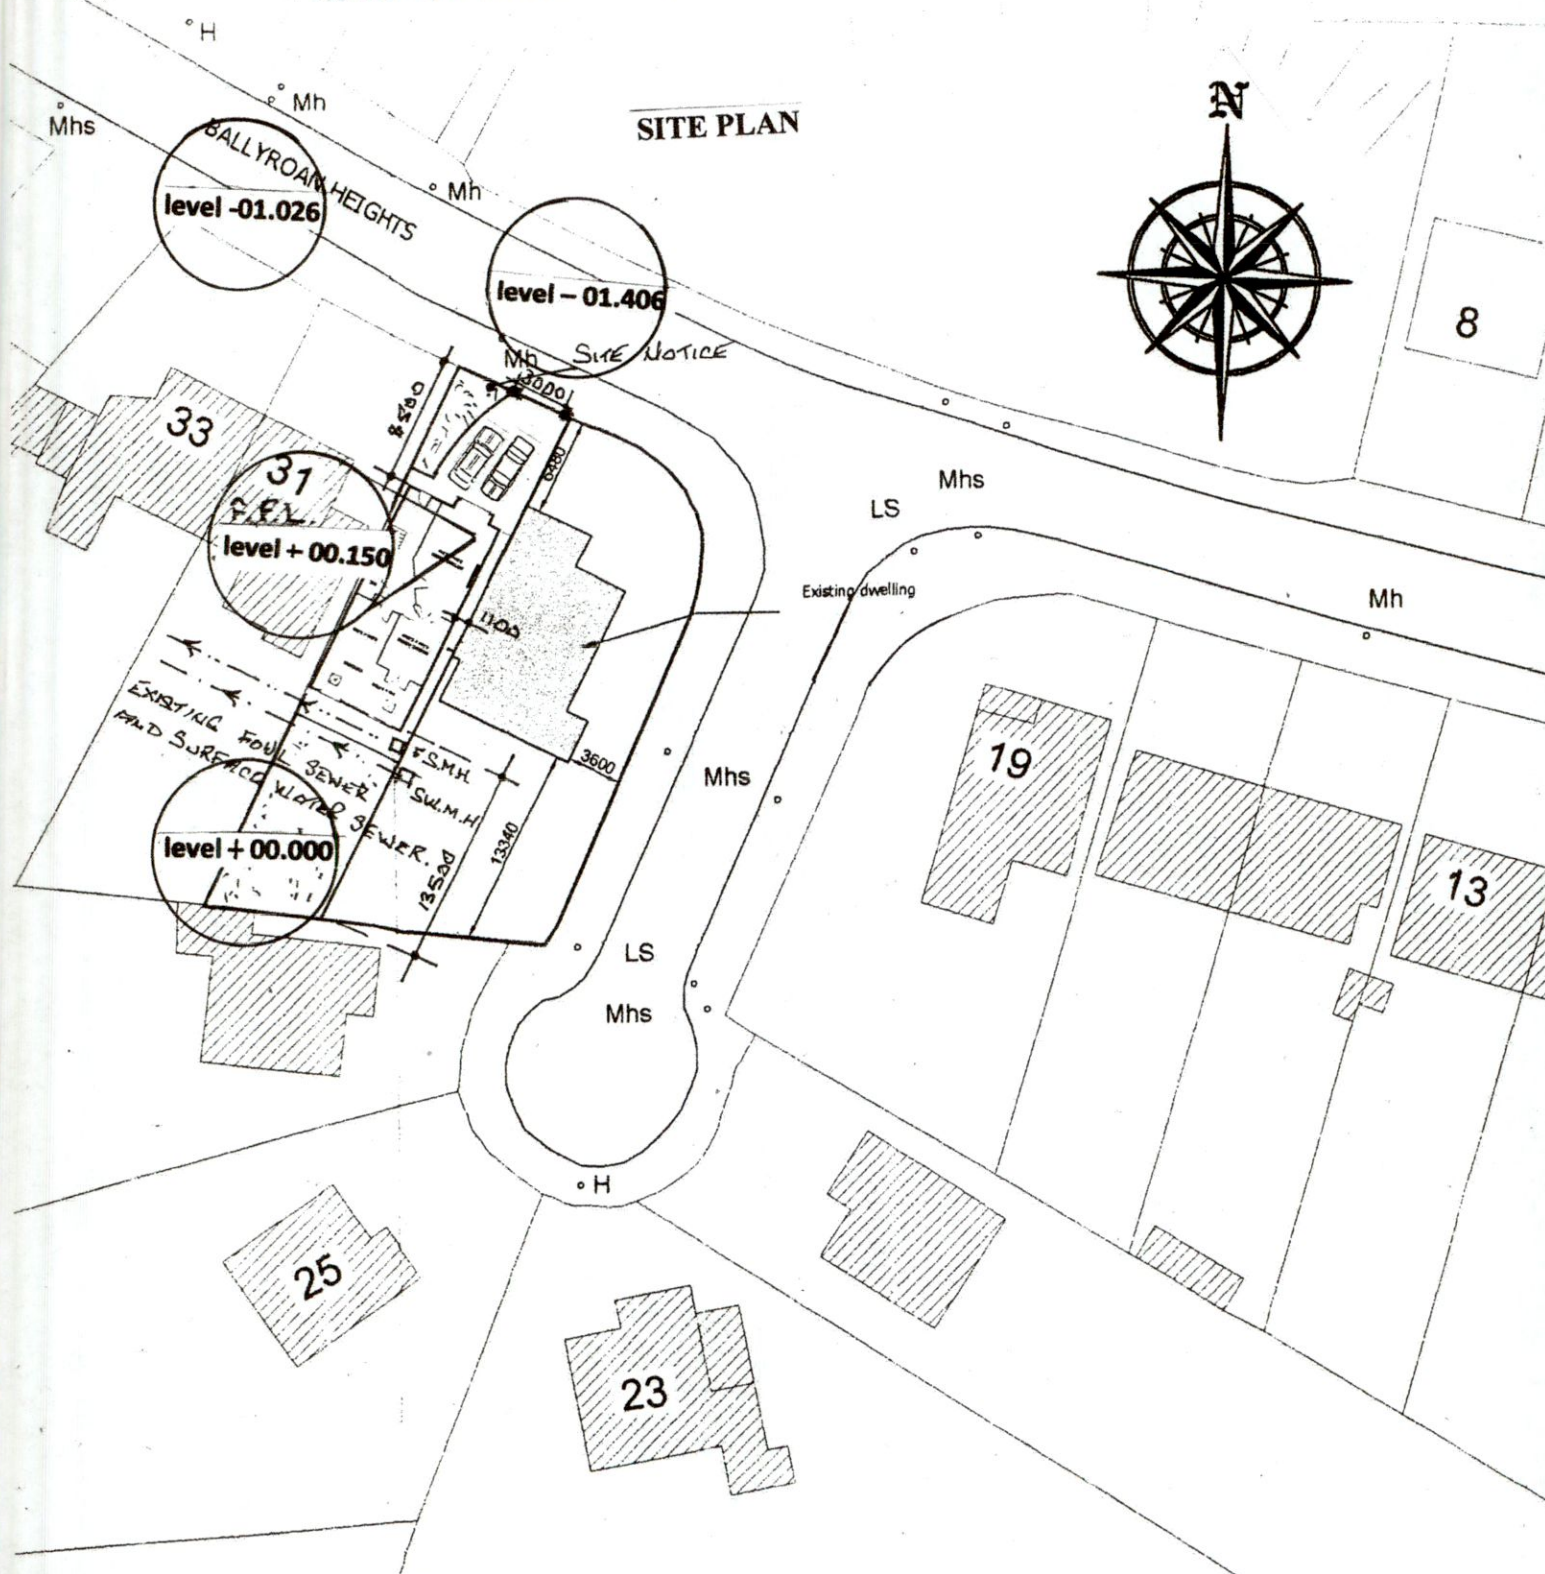 H
Mh
Mhs
SITE PLAN
N
BALLYROAN HEIGHTS
Mh
level -01.026
level – 01.406
8
Mh
SITE NOTICE
3000
8500
33
31
F.F.L.
6480
level + 00.150
Mhs
LS
Existing dwelling
Mh
1100
EXISTING FOUL SEWER
AND SURFACE WATER SEWER.
F.S.M.H.
SW.M.H
3600
Mhs
19
13
level + 00.000
13500
13340
LS
Mhs
H
25
23